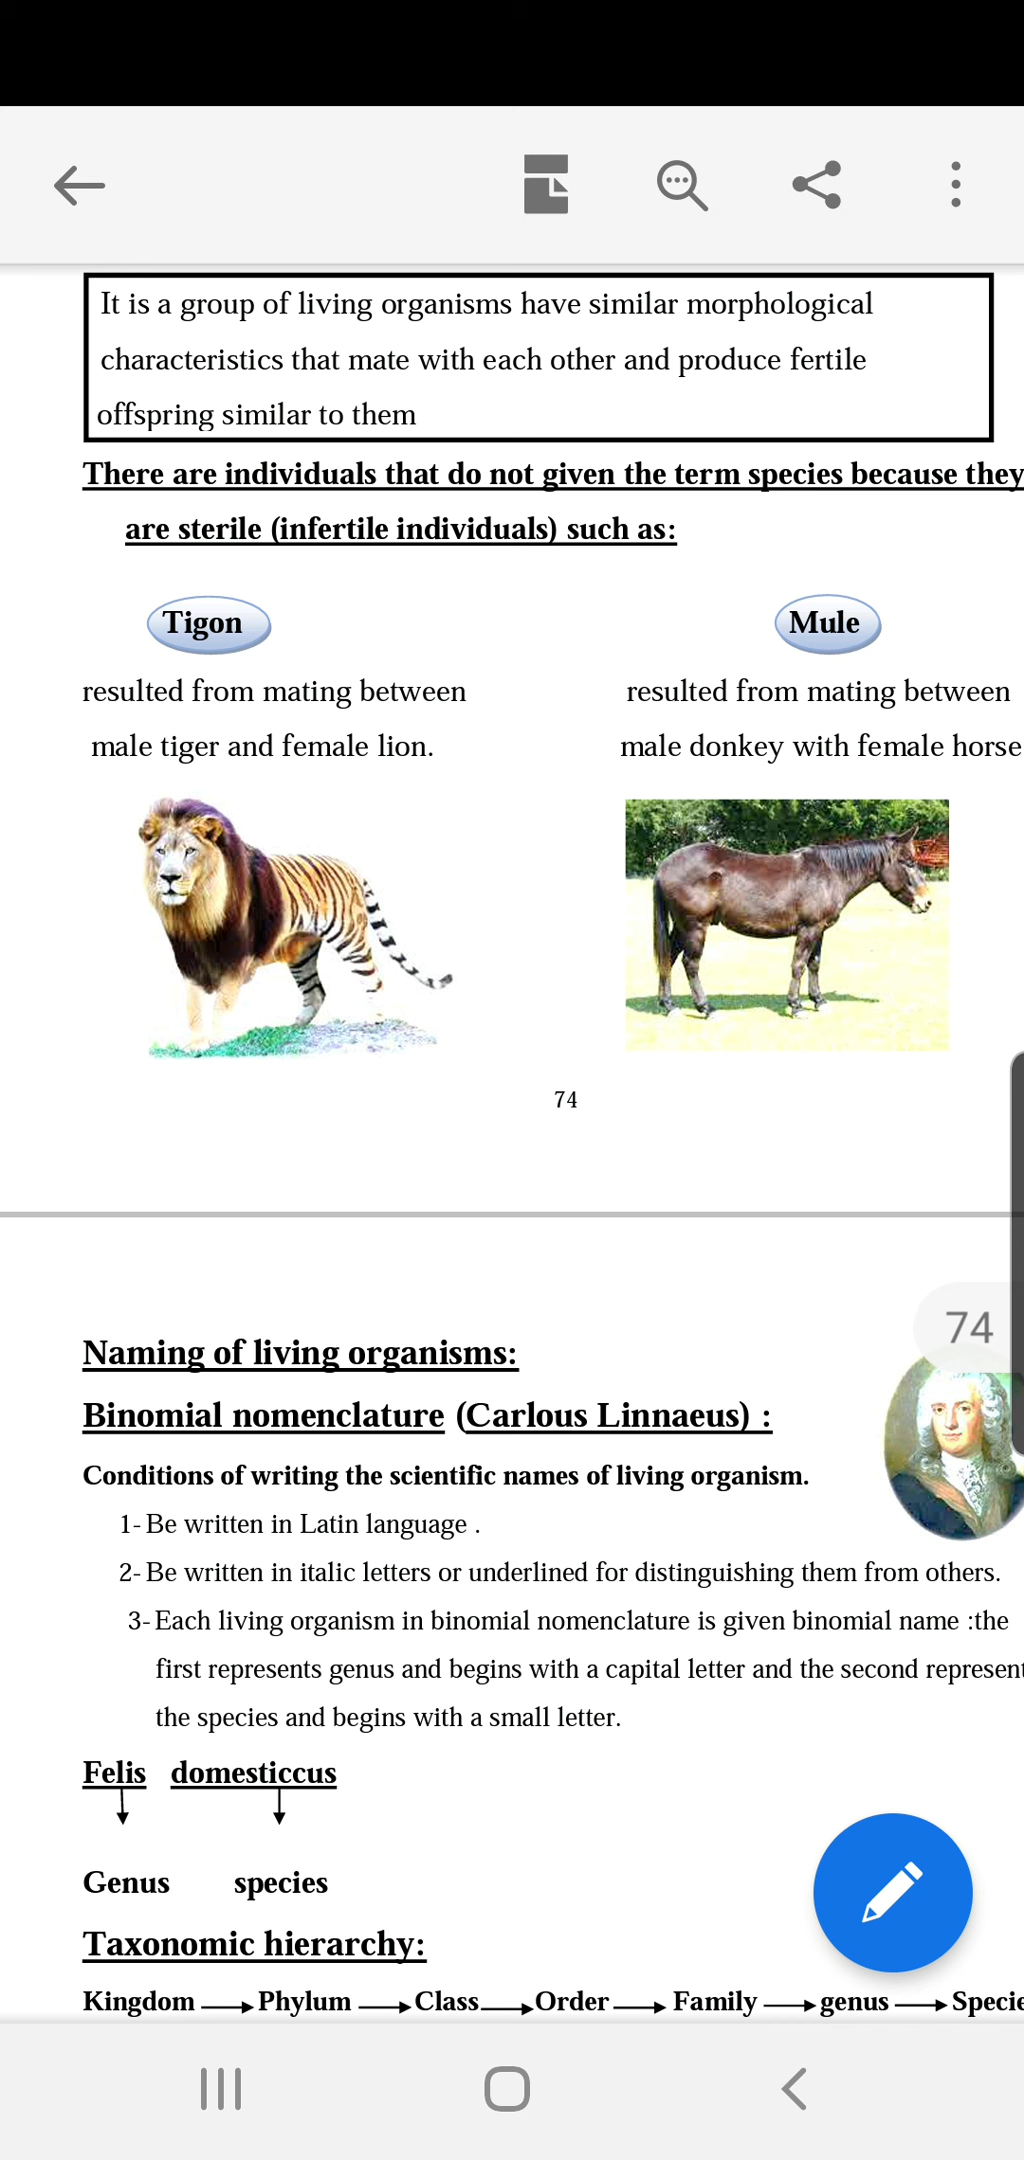 It is a group of living organisms have similar morphological
characteristics that mate with each other and produce fertile
offspring similar to them
There are individuals that do not given the term species because they
are sterile (infertile individuals) such as:
Tigon
Mule
resulted from mating between
male tiger and female lion.
resulted from mating between
male donkey with female horse
74
74
Naming of living organisms:
Binomial nomenclature (Carlous Linnaeus) :
Conditions of writing the scientific names of living organism.
1- Be written in Latin language .
2- Be written in italic letters or underlined for distinguishing them from others.
3- Each living organism in binomial nomenclature is given binomial name :the
first represents genus and begins with a capital letter and the second represent
the species and begins with a small letter.
Felis domesticcus
Genus species
Taxonomic hierarchy:
Kingdom → Phylum → Class → Order → Family → genus → Specie